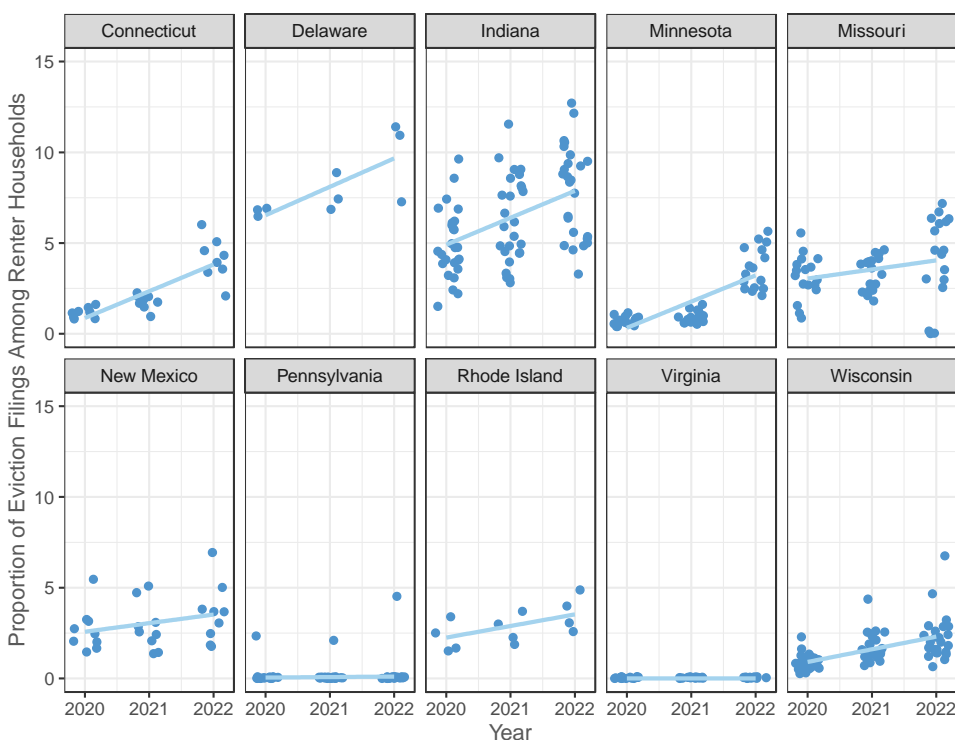 Connecticut Delaware Indiana Minnesota Missouri
15
10
5
0
New Mexico Pennsylvania Rhode Island Virginia Wisconsin
15
10
5
0
2020 2021 2022 2020 2021 2022 2020 2021 2022 2020 2021 2022 2020 2021 2022
Year
Proportion of Eviction Filings Among Renter Households